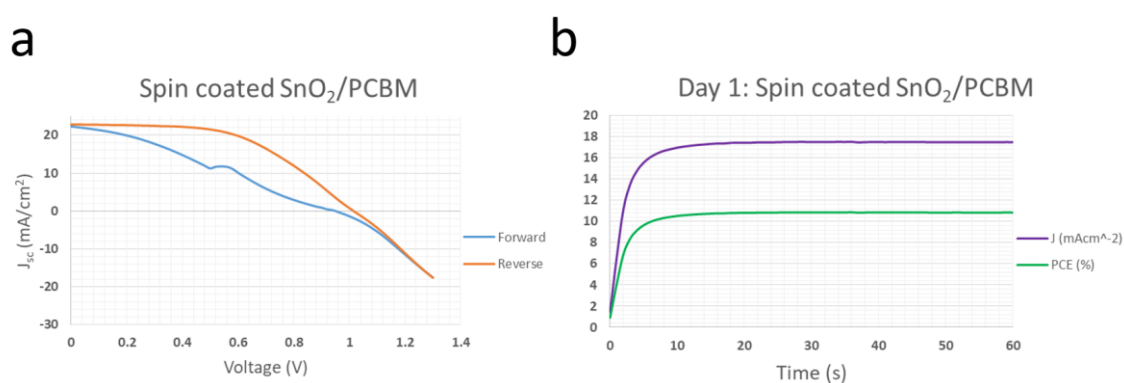 a
Spin coated SnO₂/PCBM
20
10
0
-10
-20
-30
0 0.2 0.4 0.6 0.8 1 1.2 1.4
J_sc (mA/cm²)
Voltage (V)
Forward
Reverse
b
Day 1: Spin coated SnO₂/PCBM
20
18
16
14
12
10
8
6
4
2
0
0 10 20 30 40 50 60
Time (s)
J (mAcm^-2)
PCE (%)